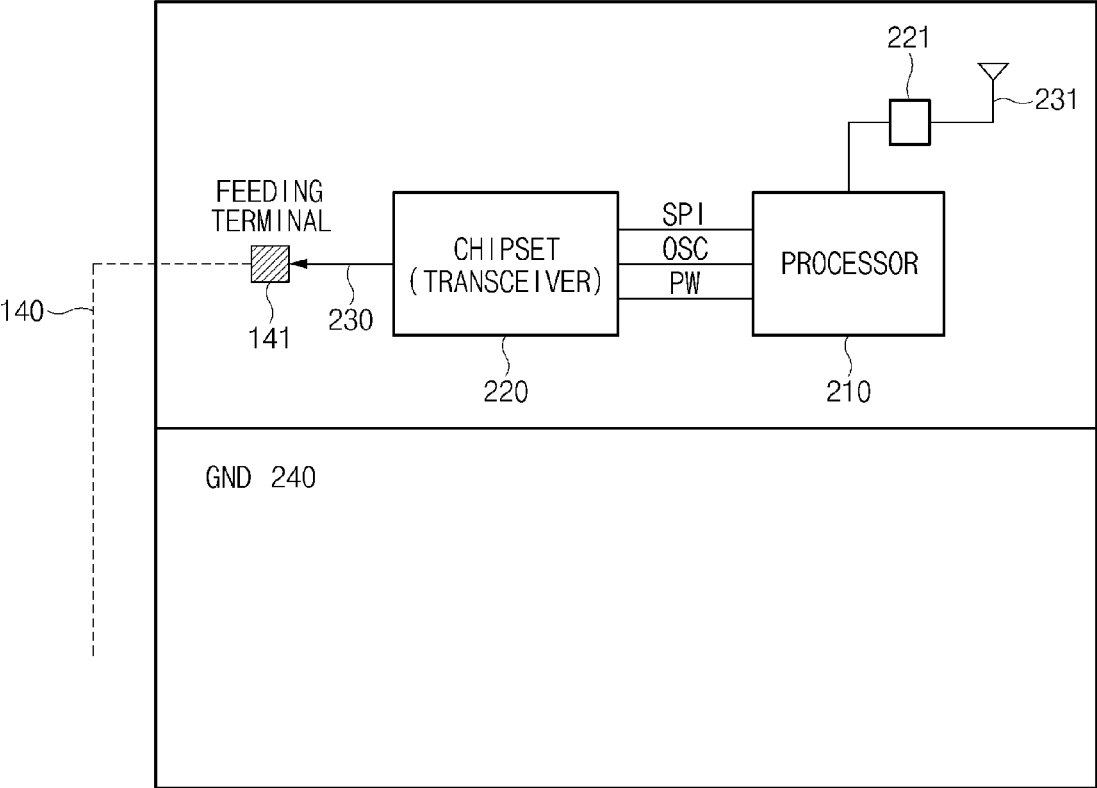 221
231
FEEDING
TERMINAL
SPI
CHIPSET
(TRANSCEIVER)
OSC
PROCESSOR
PW
140
141
230
220
210
GND 240